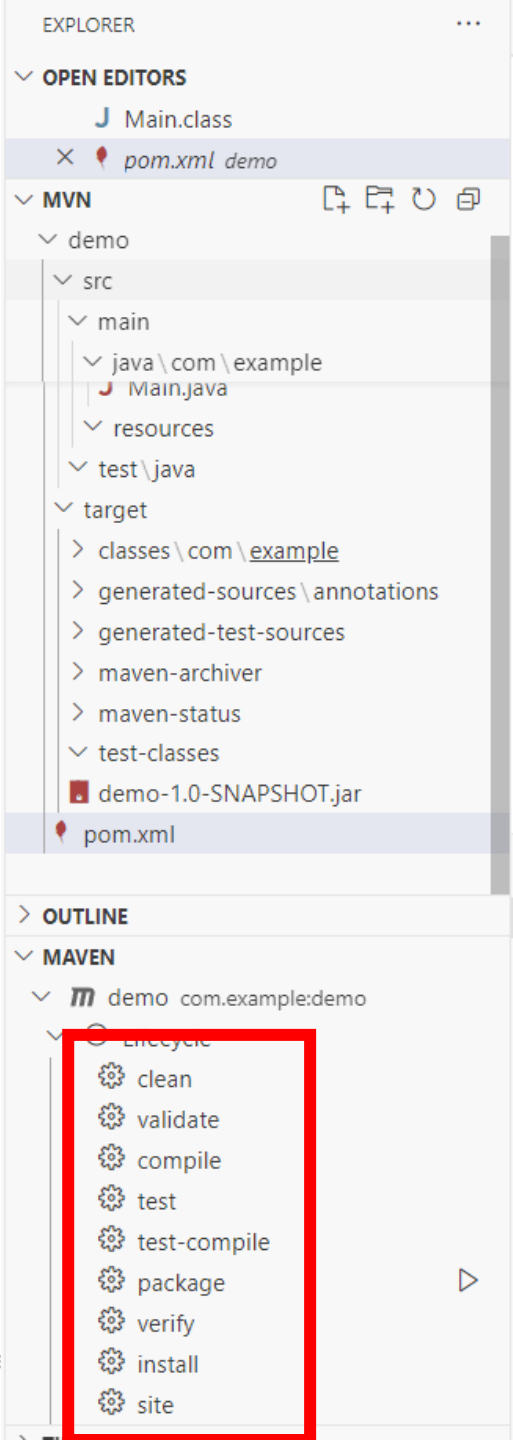 EXPLORER ...
OPEN EDITORS
J Main.class
pom.xml demo
MVN
demo
src
main
java\com\example
J Main.java
resources
test\java
target
classes\com\example
generated-sources\annotations
generated-test-sources
maven-archiver
maven-status
test-classes
demo-1.0-SNAPSHOT.jar
pom.xml
OUTLINE
MAVEN
m demo com.example:demo
Lifecycle
clean
validate
compile
test
test-compile
package
verify
install
site